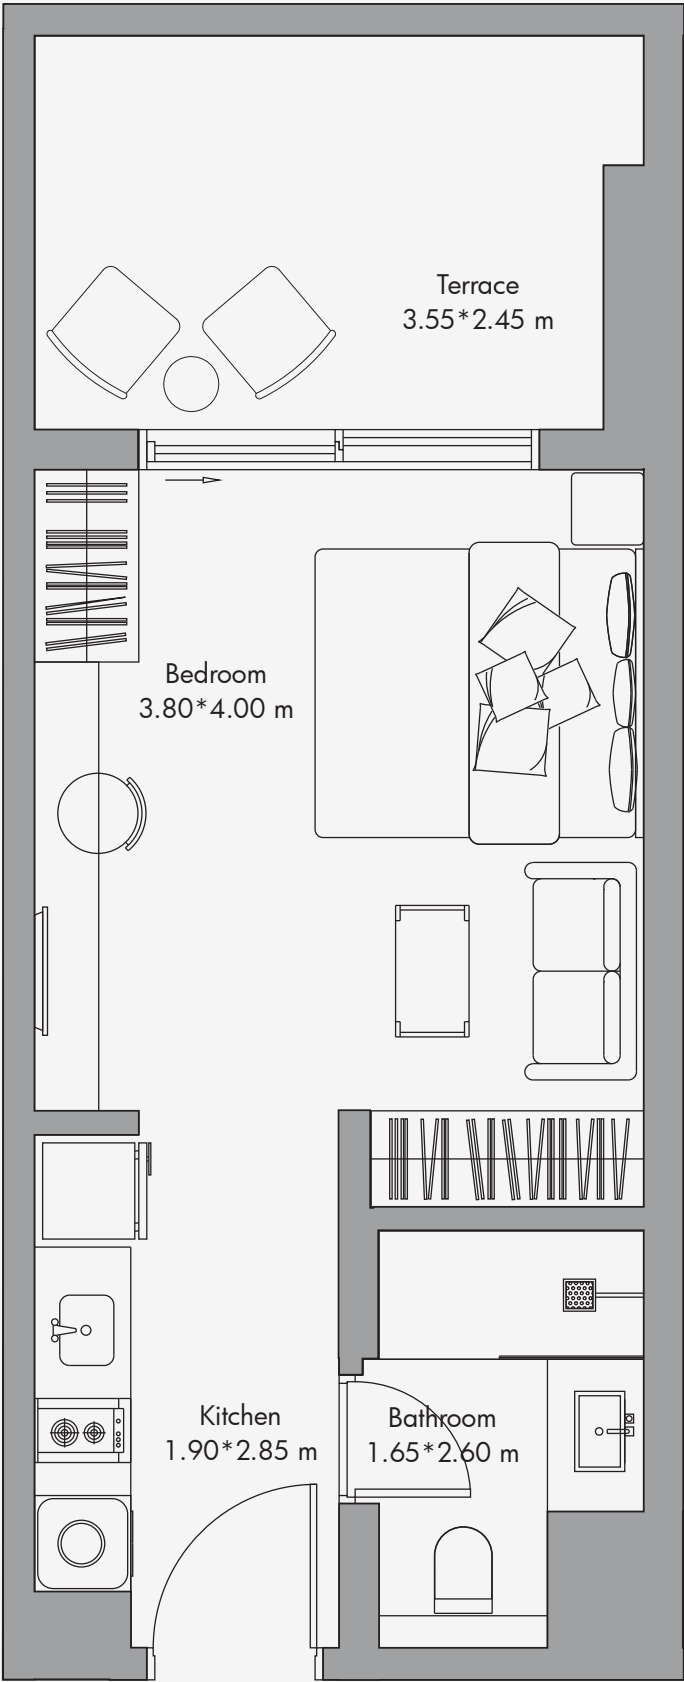 Terrace
3.55*2.45 m
Bedroom
3.80*4.00 m
Kitchen
1.90*2.85 m
Bathroom
1.65*2.60 m